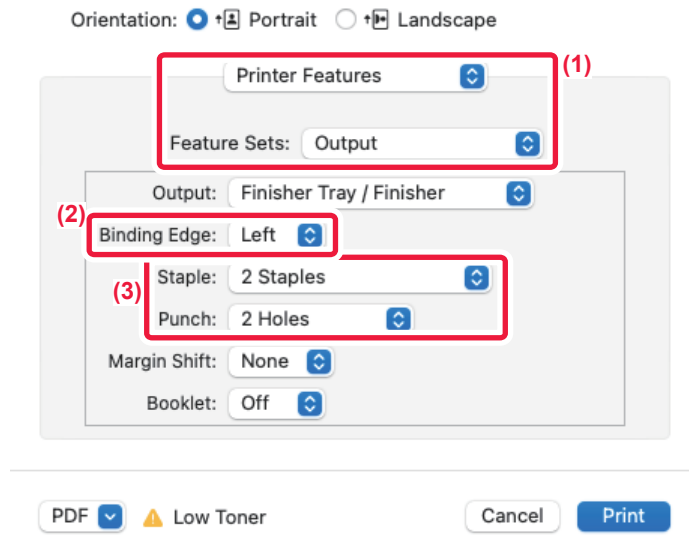 Orientation: Portrait Landscape
(1)
Printer Features
Feature Sets: Output
Output: Finisher Tray / Finisher
(2)
Binding Edge: Left
(3)
Staple: 2 Staples
Punch: 2 Holes
Margin Shift: None
Booklet: Off
PDF Low Toner Cancel Print